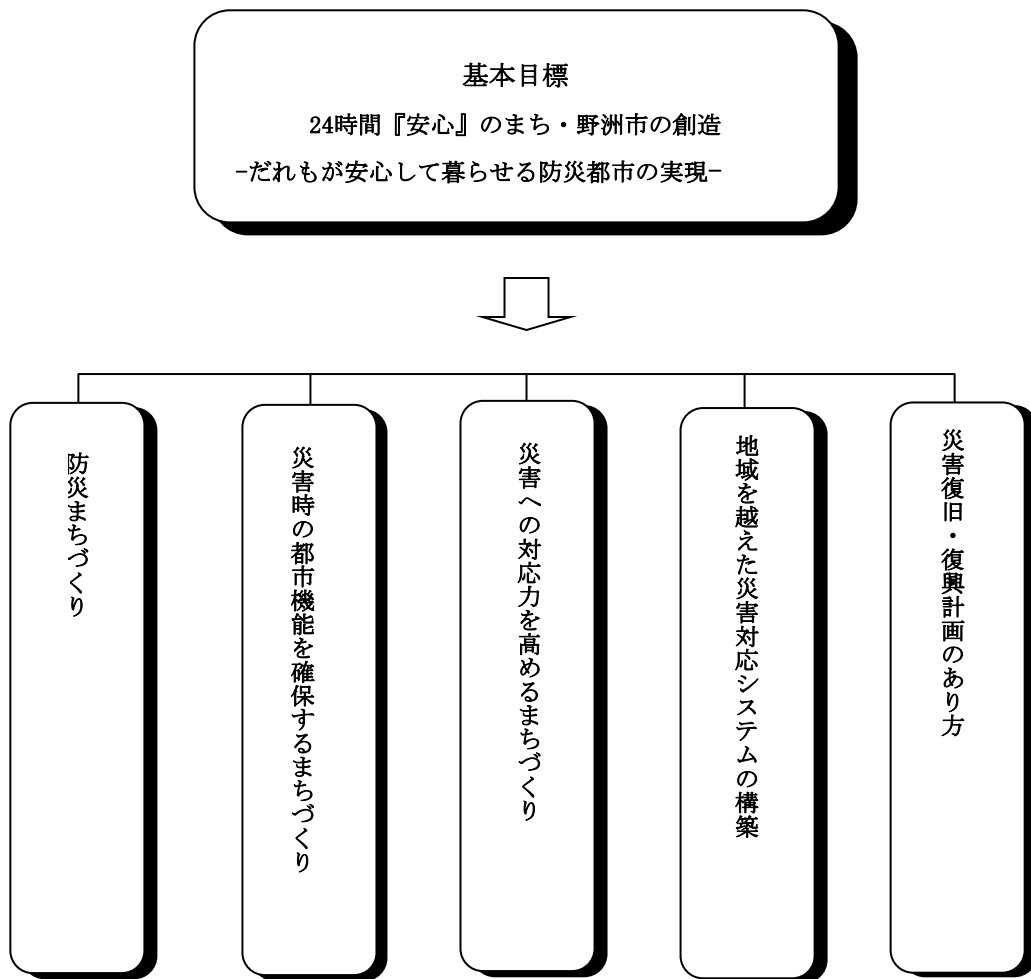 基本目標
24時間『安心』のまち・野洲市の創造
-だれもが安心して暮らせる防災都市の実現-
防災まちづくり
災害時の都市機能を確保するまちづくり
災害への対応力を高めるまちづくり
地域を越えた災害対応システムの構築
災害復旧・復興計画のあり方